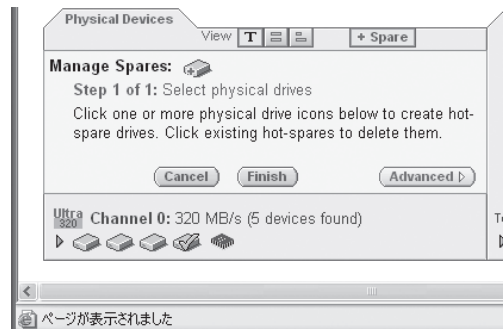 Physical Devices
View T + Spare
Manage Spares:
Step 1 of 1: Select physical drives
Click one or more physical drive icons below to create hot-
spare drives. Click existing hot-spares to delete them.
Cancel Finish Advanced
Ultra
320 Channel 0: 320 MB/s (5 devices found)
ページが表示されました